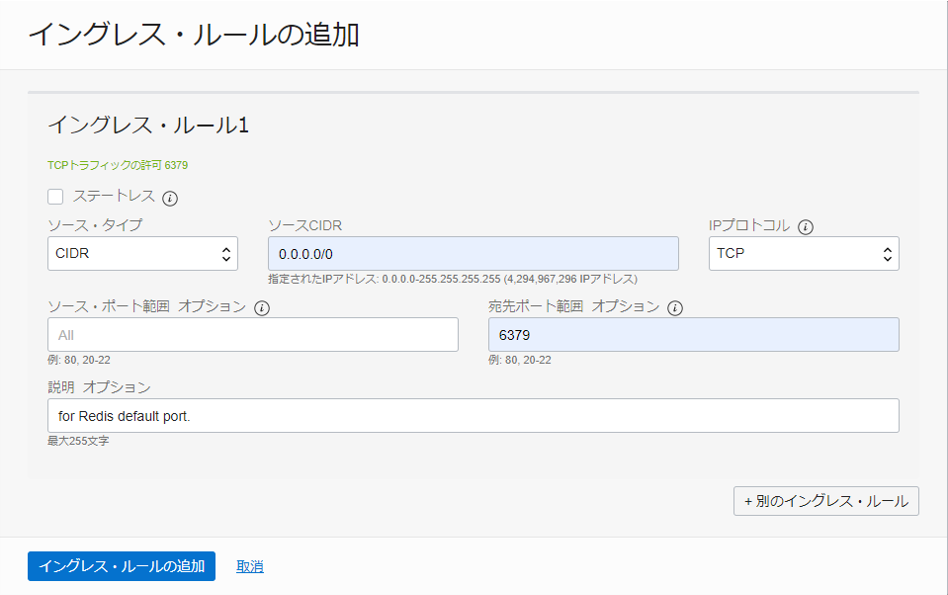 イングレス・ルールの追加
イングレス・ルール1
TCPトラフィックの許可 6379
ステートレス
ソース・タイプ ソースCIDR IPプロトコル
CIDR 0.0.0.0/0 TCP
指定されたIPアドレス: 0.0.0.0-255.255.255.255 (4,294,967,296 IPアドレス)
ソース・ポート範囲 オプション 宛先ポート範囲 オプション
All 6379
例: 80, 20-22 例: 80, 20-22
説明 オプション
for Redis default port.
最大255文字
+ 別のイングレス・ルール
イングレス・ルールの追加 取消